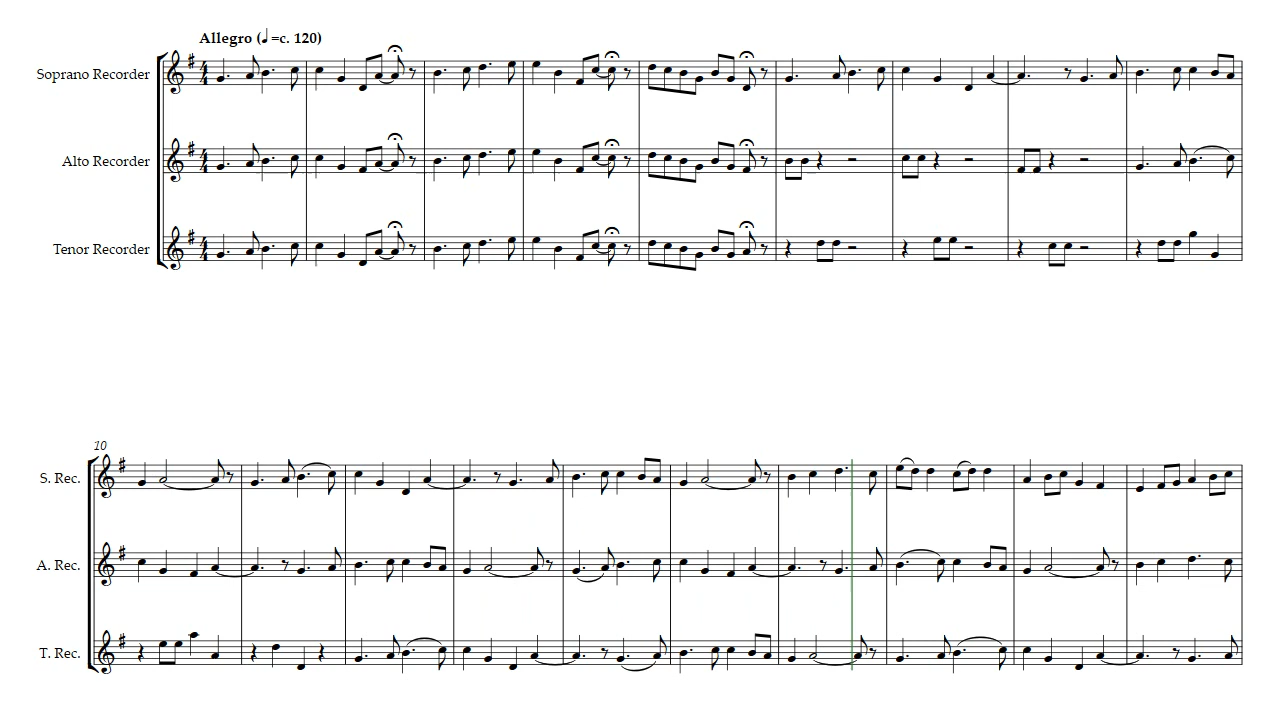 Allegro (♩=c. 120)
Soprano Recorder
Alto Recorder
Tenor Recorder
10
S. Rec.
A. Rec.
T. Rec.